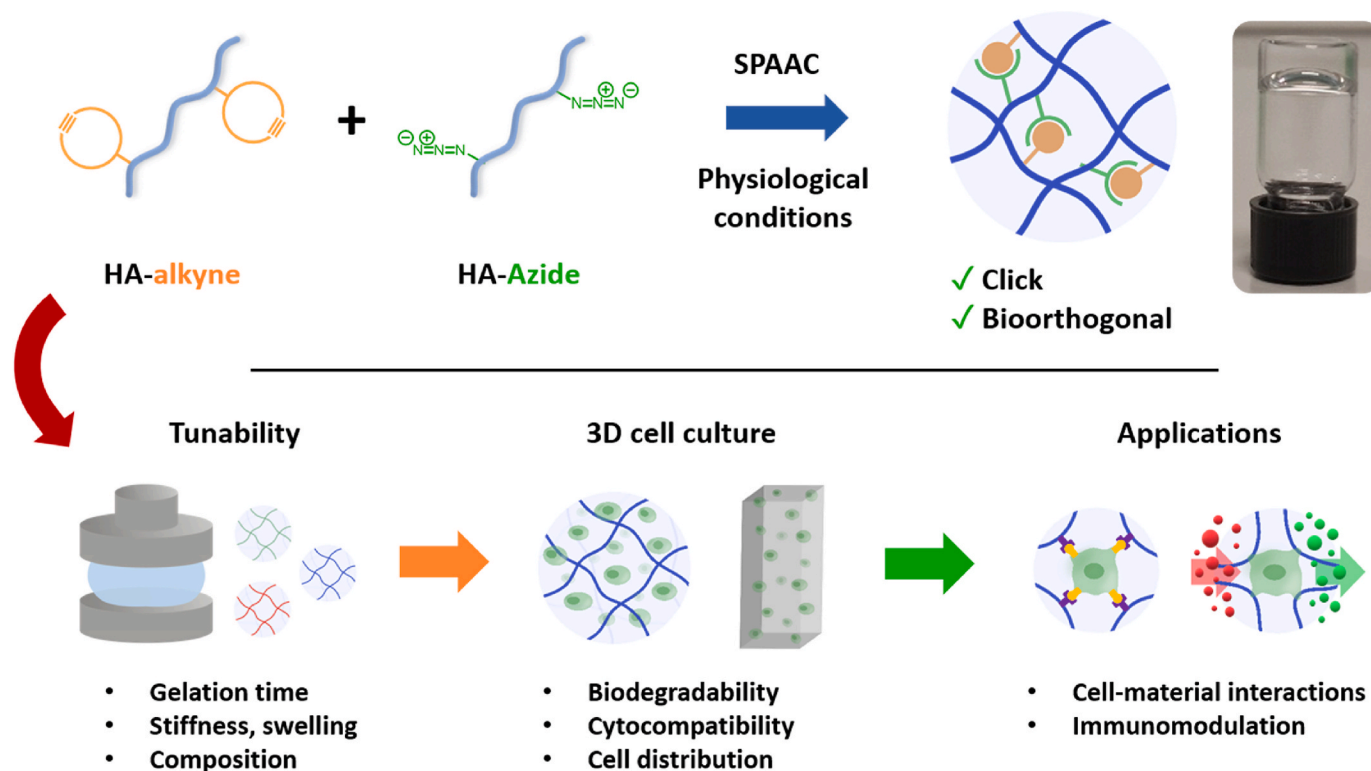 SPAAC
N=N=N
⊕ ⊖
⊖ ⊕
N=N=N
+
Physiological
conditions
HA-alkyne
HA-Azide
✓ Click
✓ Bioorthogonal
Tunability
3D cell culture
Applications
• Gelation time
• Stiffness, swelling
• Composition
• Biodegradability
• Cytocompatibility
• Cell distribution
• Cell-material interactions
• Immunomodulation